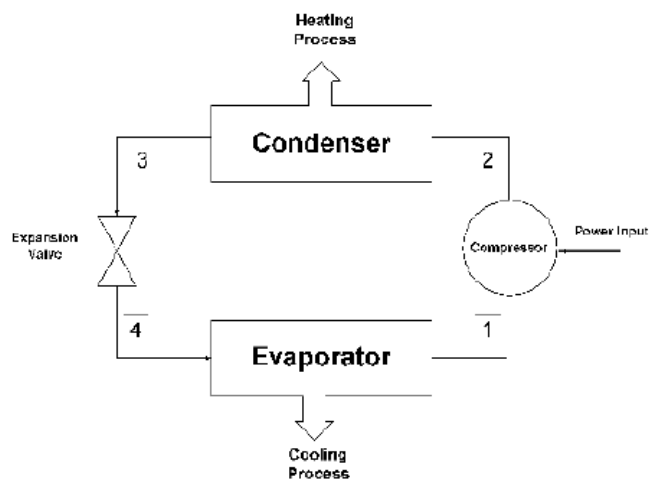 Heating
Process
Condenser
3
2
Expansion
Valve
Compressor
Power Input
4
1
Evaporator
Cooling
Process